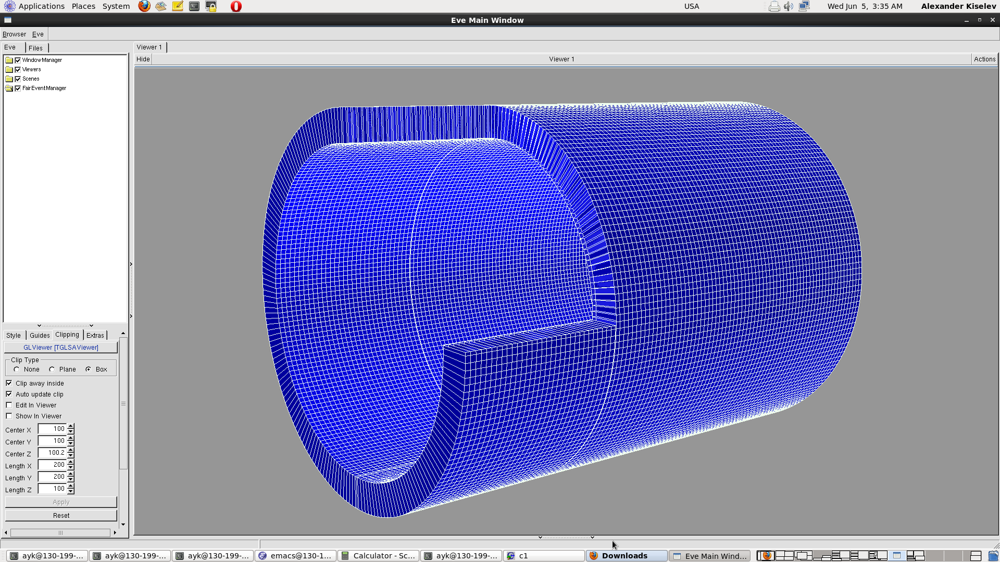 Applications Places System USA Wed Jun 5, 3:35 AM Alexander Kiselev
Eve Main Window
Browser Eve
Eve Files Viewer 1
Hide Viewer 1 Actions
Window Manager
Viewers
Scenes
Fair Event Manager
Style Guides Clipping Extras
GLViewer [TGLSAViewer]
Clip Type
None Plane Box
Clip away inside
Auto update clip
Edit In Viewer
Show In Viewer
Center X 100
Center Y 100
Center Z 100.2
Length X 200
Length Y 200
Length Z 100
Apply
Reset
ayk@130-199-... ayk@130-199-... ayk@130-199-... emacs@130-1... Calculator - Sc... ayk@130-199-... c1 Downloads Eve Main Wind...